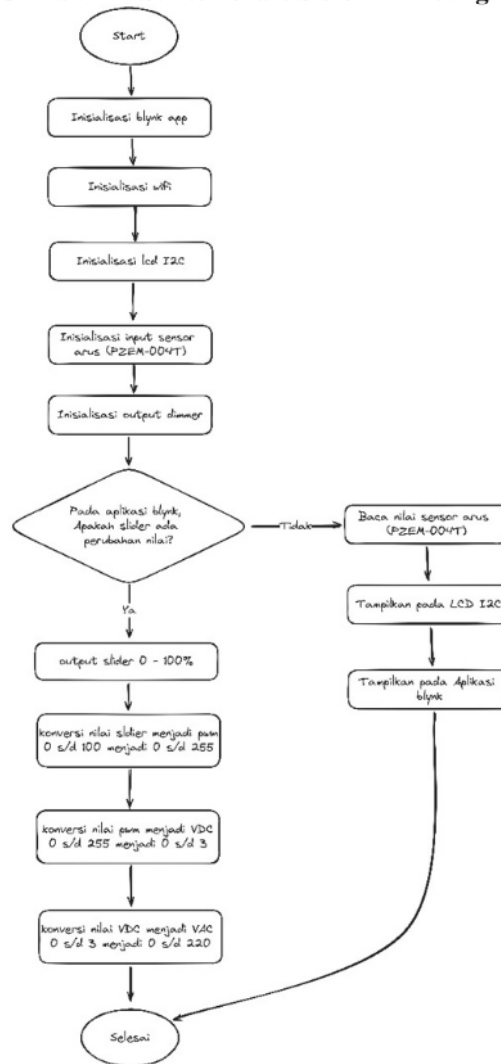 Start
Inisialisasi blynk app
Inisialisasi wifi
Inisialisasi lcd I2C
Inisialisasi input sensor
arus (PZEM-004T)
Inisialisasi output dimmer
Pada aplikasi blynk,
Apakah slider ada
perubahan nilai?
Tidak
Baca nilai sensor arus
(PZEM-004T)
Tampilkan pada LCD I2C
Tampilkan pada Aplikasi
blynk
Ya
output slider 0 - 100%
konversi nilai sldier menjadi pwm
0 s/d 100 menjadi 0 s/d 255
konversi nilai pwm menjadi VDC
0 s/d 255 menjadi 0 s/d 3
konversi nilai VDC menjadi VAC
0 s/d 3 menjadi 0 s/d 220
Selesai